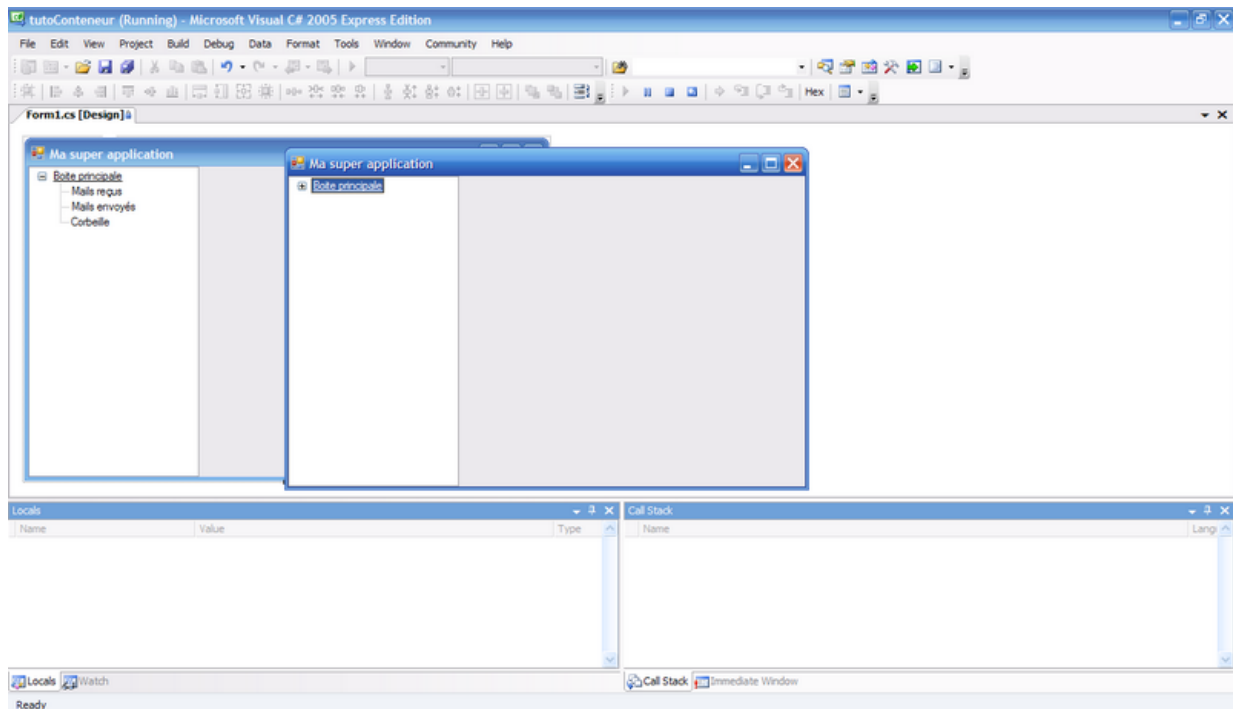 tutoConteneur (Running) - Microsoft Visual C# 2005 Express Edition
File Edit View Project Build Debug Data Format Tools Window Community Help
Hex
Form1.cs [Design]
Ma super application
Boite principale
Mails reçus
Mails envoyés
Corbeille
Ma super application
Boite principale
Locals
Name Value Type
Call Stack
Name Lang
Locals Watch
Call Stack Immediate Window
Ready